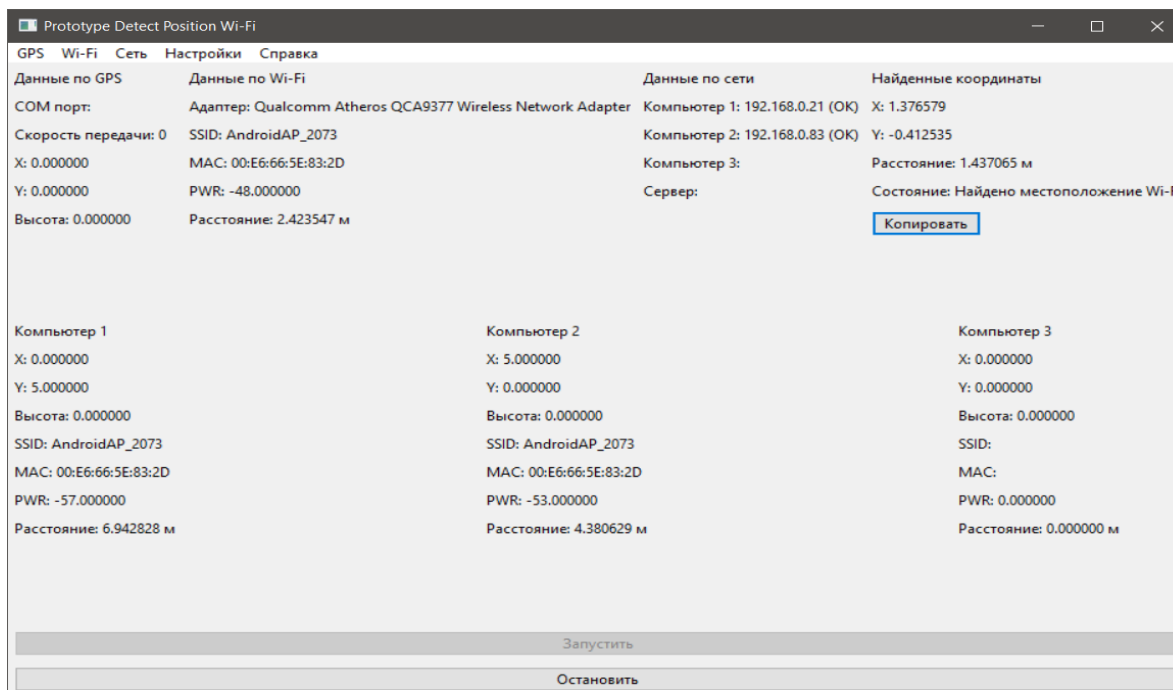 Prototype Detect Position Wi-Fi
GPS Wi-Fi Сеть Настройки Справка
Данные по GPS
COM порт:
Скорость передачи: 0
X: 0.000000
Y: 0.000000
Высота: 0.000000
Данные по Wi-Fi
Адаптер: Qualcomm Atheros QCA9377 Wireless Network Adapter
SSID: AndroidAP_2073
MAC: 00:E6:66:5E:83:2D
PWR: -48.000000
Расстояние: 2.423547 м
Данные по сети
Компьютер 1: 192.168.0.21 (OK)
Компьютер 2: 192.168.0.83 (OK)
Компьютер 3:
Сервер:
Найденные координаты
X: 1.376579
Y: -0.412535
Расстояние: 1.437065 м
Состояние: Найдено местоположение Wi-F
Копировать
Компьютер 1
X: 0.000000
Y: 5.000000
Высота: 0.000000
SSID: AndroidAP_2073
MAC: 00:E6:66:5E:83:2D
PWR: -57.000000
Расстояние: 6.942828 м
Компьютер 2
X: 5.000000
Y: 0.000000
Высота: 0.000000
SSID: AndroidAP_2073
MAC: 00:E6:66:5E:83:2D
PWR: -53.000000
Расстояние: 4.380629 м
Компьютер 3
X: 0.000000
Y: 0.000000
Высота: 0.000000
SSID:
MAC:
PWR: 0.000000
Расстояние: 0.000000 м
Запустить
Остановить